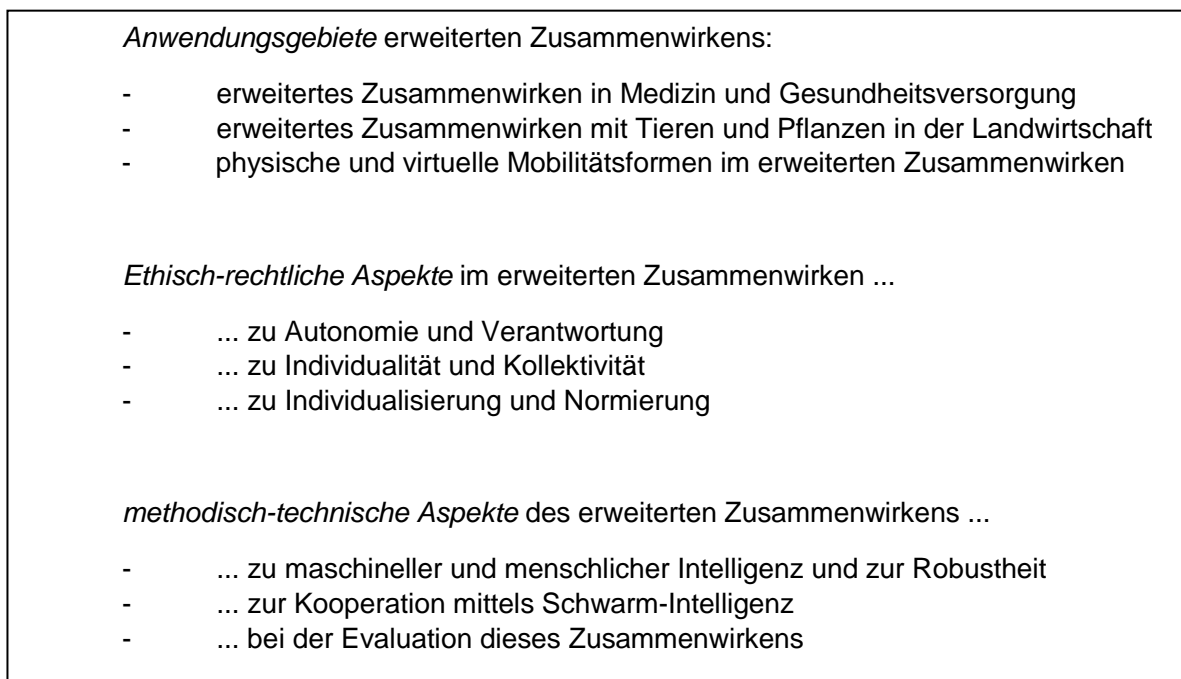 Anwendungsgebiete erweiterten Zusammenwirkens:
- erweitertes Zusammenwirken in Medizin und Gesundheitsversorgung
- erweitertes Zusammenwirken mit Tieren und Pflanzen in der Landwirtschaft
- physische und virtuelle Mobilitätsformen im erweiterten Zusammenwirken
Ethisch-rechtliche Aspekte im erweiterten Zusammenwirken ...
- ... zu Autonomie und Verantwortung
- ... zu Individualität und Kollektivität
- ... zu Individualisierung und Normierung
methodisch-technische Aspekte des erweiterten Zusammenwirkens ...
- ... zu maschineller und menschlicher Intelligenz und zur Robustheit
- ... zur Kooperation mittels Schwarm-Intelligenz
- ... bei der Evaluation dieses Zusammenwirkens